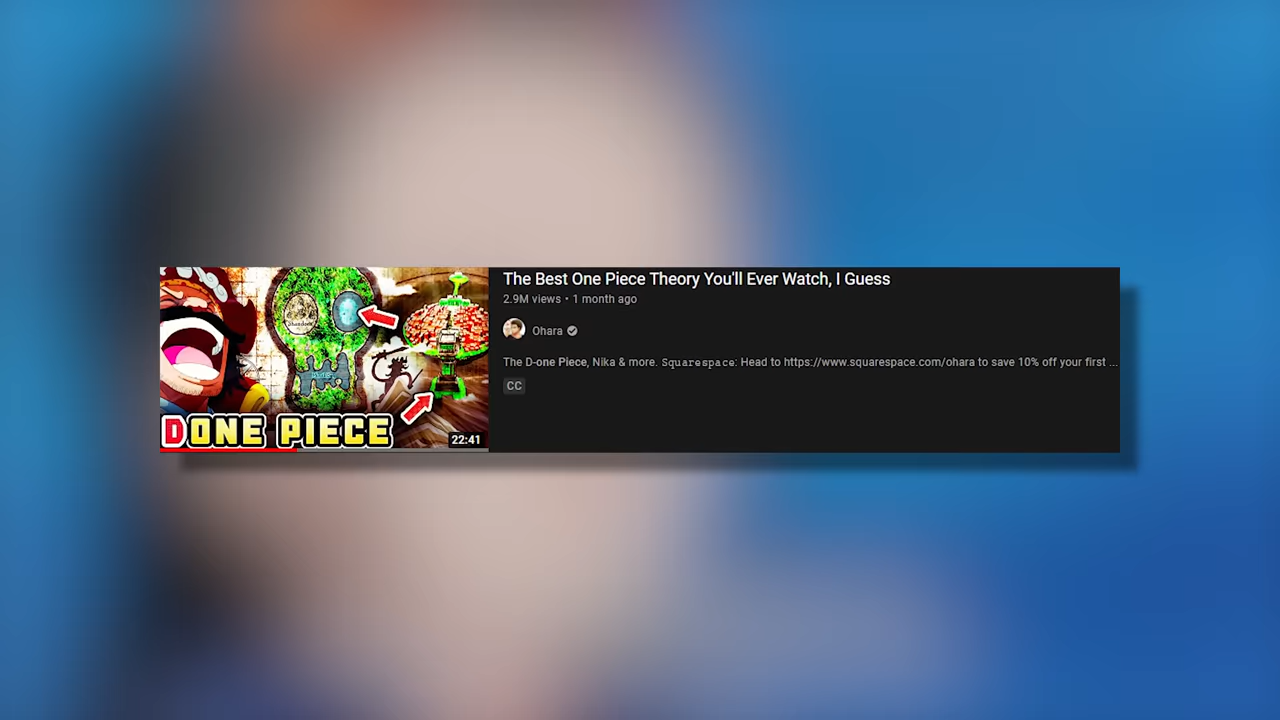 The Best One Piece Theory You'll Ever Watch, I Guess
2.9M views • 1 month ago
Ohara
The D-one Piece, Nika & more. Squarespace: Head to https://www.squarespace.com/ohara to save 10% off your first ...
CC
DONE PIECE
22:41